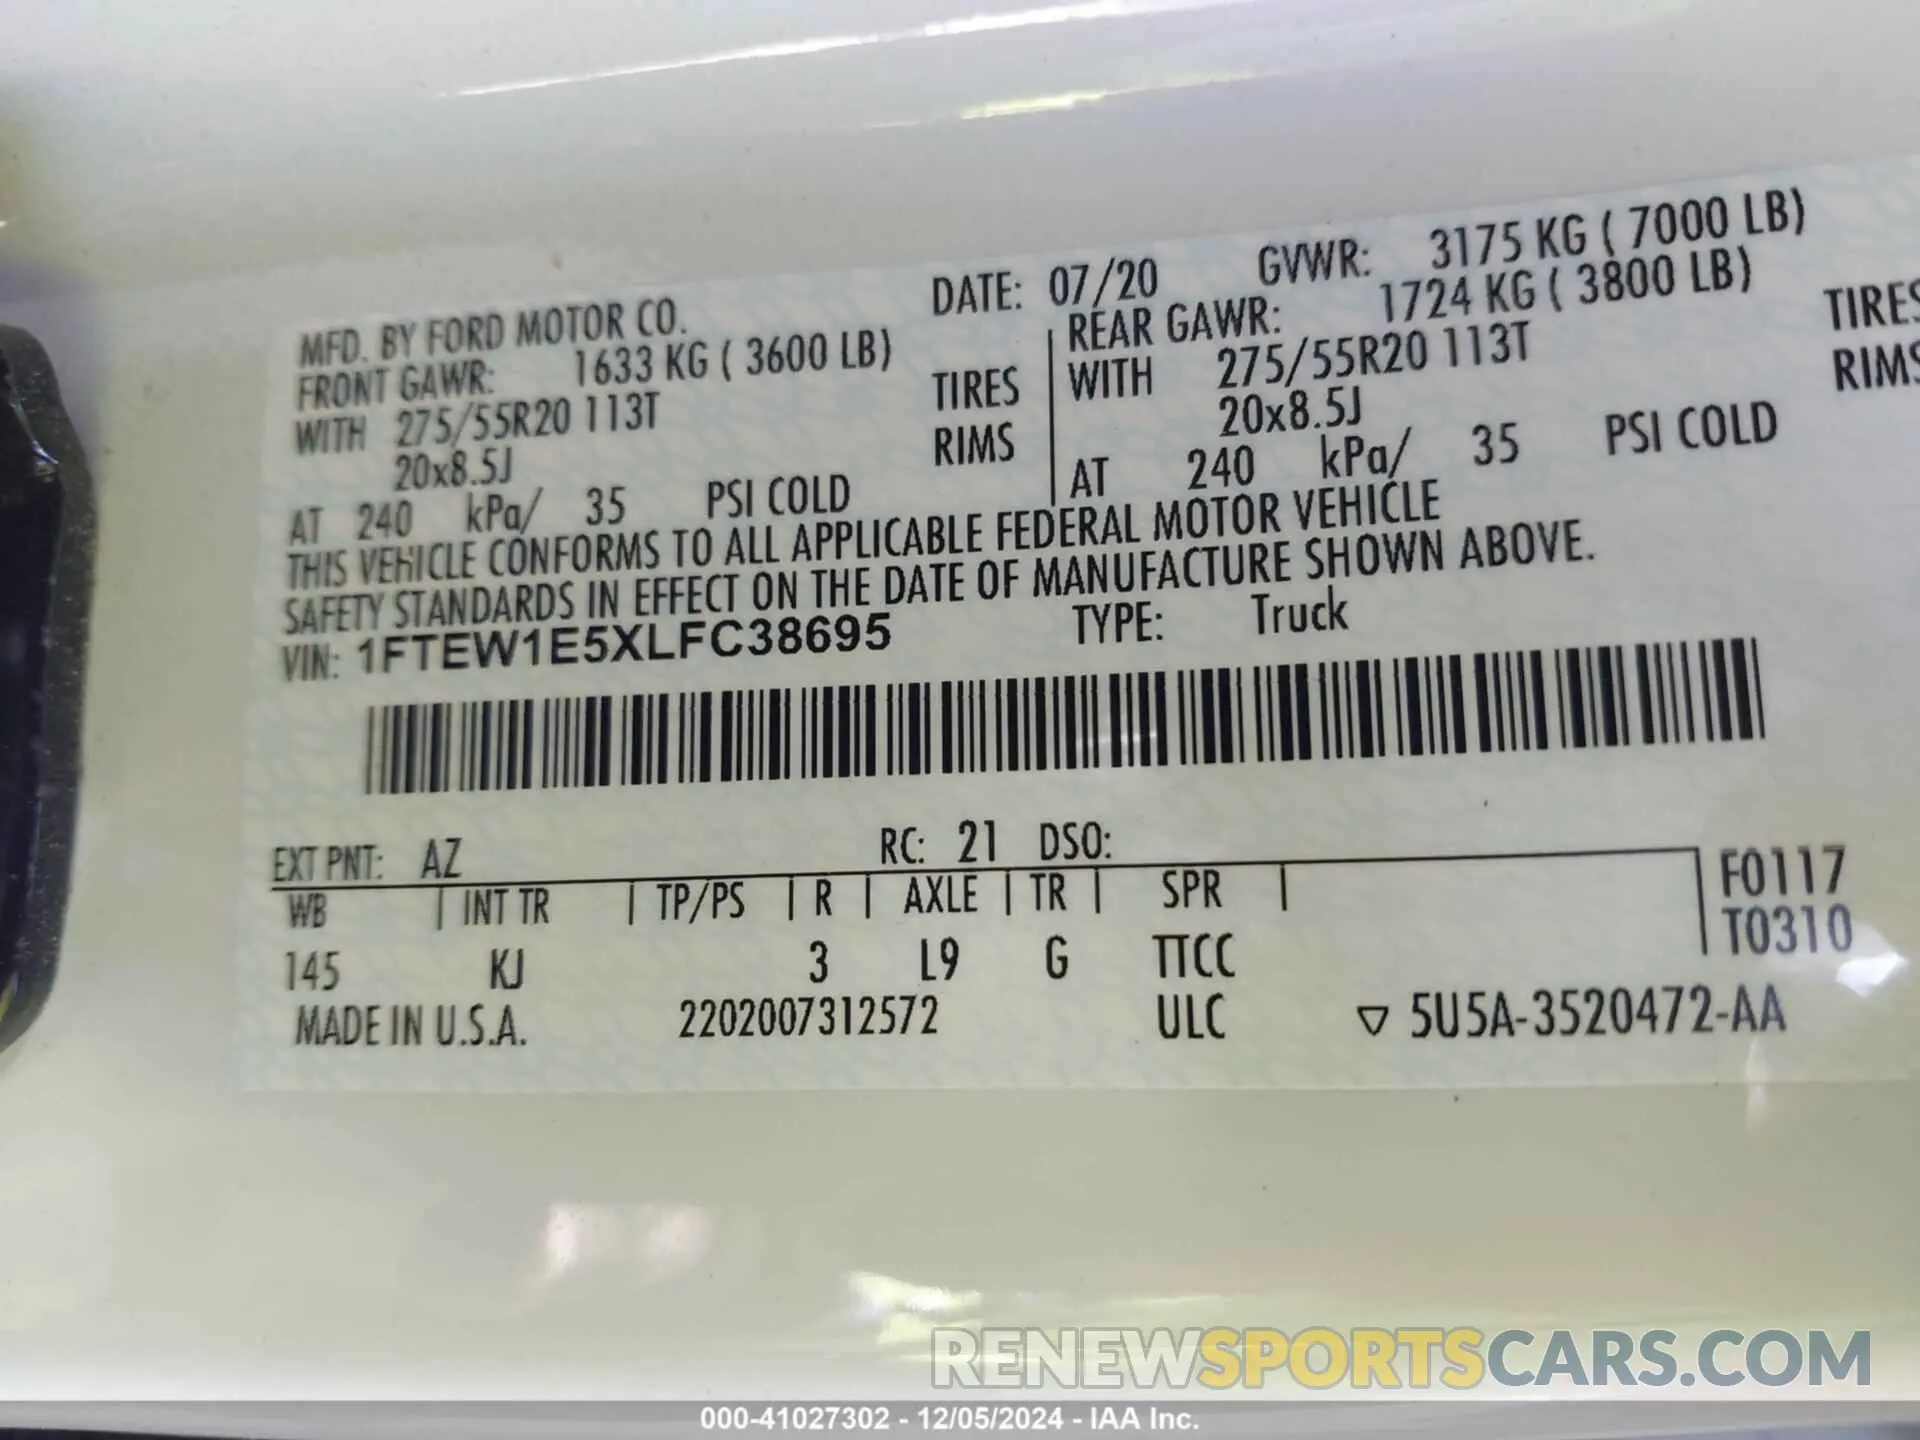 MFD. BY FORD MOTOR CO. DATE: 07/20 GVWR: 3175 KG ( 7000 LB)
FRONT GAWR: 1633 KG ( 3600 LB) REAR GAWR: 1724 KG ( 3800 LB)
WITH 275/55R20 113T TIRES WITH 275/55R20 113T TIRES
20x8.5J RIMS 20x8.5J RIMS
AT 240 kPa/ 35 PSI COLD AT 240 kPa/ 35 PSI COLD
THIS VEHICLE CONFORMS TO ALL APPLICABLE FEDERAL MOTOR VEHICLE
SAFETY STANDARDS IN EFFECT ON THE DATE OF MANUFACTURE SHOWN ABOVE.
VIN: 1FTEW1E5XLFC38695 TYPE: Truck
EXT PNT: AZ RC: 21 DSO:
WB | INT TR | TP/PS | R | AXLE | TR | SPR | F0117
T0310
145 KJ 3 L9 G TTCC
MADE IN U.S.A. 2202007312572 ULC ▽ 5U5A-3520472-AA
RENEWSPORTSCARS.COM
000-41027302 - 12/05/2024 - IAA Inc.